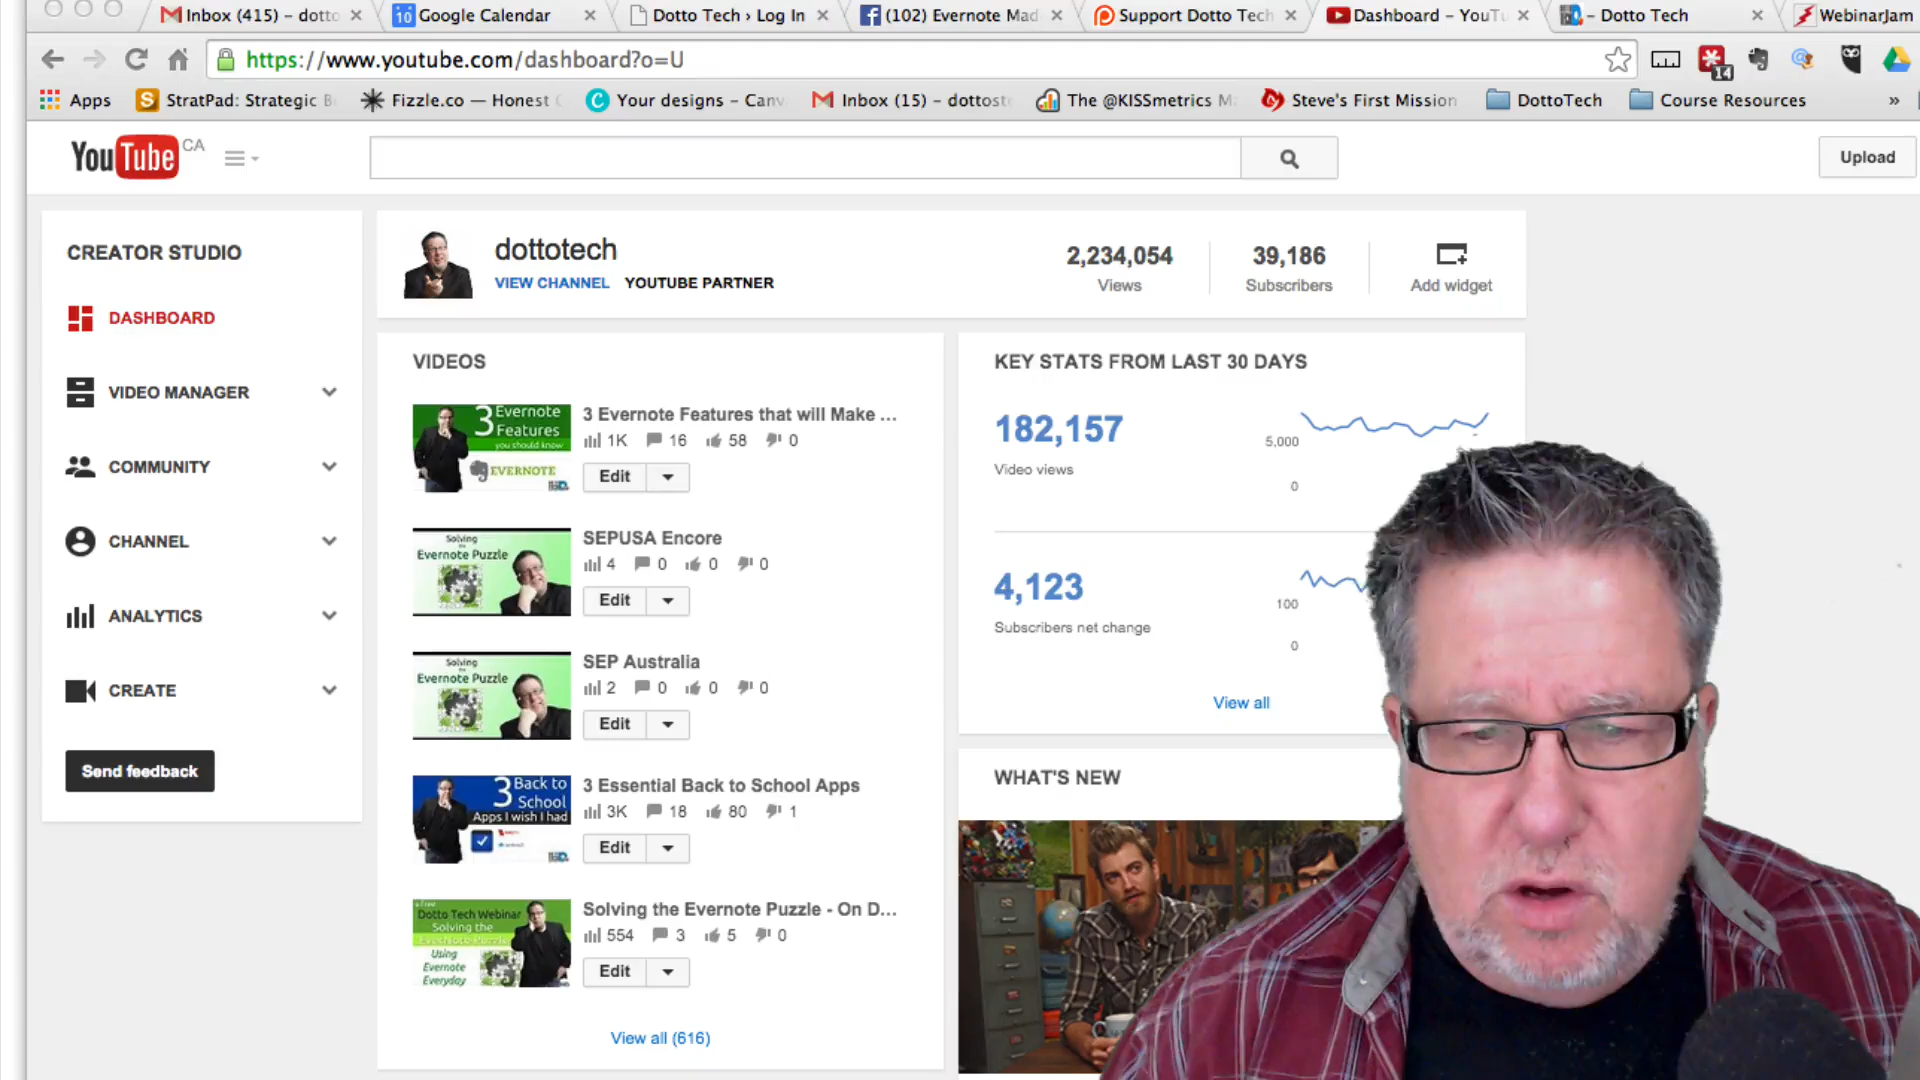 Inbox (415) – dotto
10 Google Calendar
Dotto Tech › Log In
(102) Evernote Mad
Support Dotto Tech
Dashboard – YouTu
– Dotto Tech
WebinarJam
https://www.youtube.com/dashboard?o=U
14
Apps
StratPad: Strategic B
Fizzle.co — Honest
Your designs – Canv
Inbox (15) – dottost
The @KISSmetrics M
Steve's First Mission
DottoTech
Course Resources
»
YouTube CA
Upload
CREATOR STUDIO
DASHBOARD
VIDEO MANAGER
COMMUNITY
CHANNEL
ANALYTICS
CREATE
Send feedback
dottotech
VIEW CHANNEL YOUTUBE PARTNER
2,234,054
Views
39,186
Subscribers
Add widget
VIDEOS
3 Evernote
Features
you should know
EVERNOTE
3 Evernote Features that will Make ...
1K 16 58 0
Edit
Solving
the
Evernote Puzzle
SEPUSA Encore
4 0 0 0
Edit
Solving
the
Evernote Puzzle
SEP Australia
2 0 0 0
Edit
3 Back to
School
Apps I wish I had
3 Essential Back to School Apps
3K 18 80 1
Edit
Dotto Tech Webinar
Solving the
Evernote Puzzle
Using
Evernote
Everyday
Solving the Evernote Puzzle - On D...
554 3 5 0
Edit
View all (616)
KEY STATS FROM LAST 30 DAYS
182,157
Video views
5,000
0
4,123
Subscribers net change
100
0
View all
WHAT'S NEW